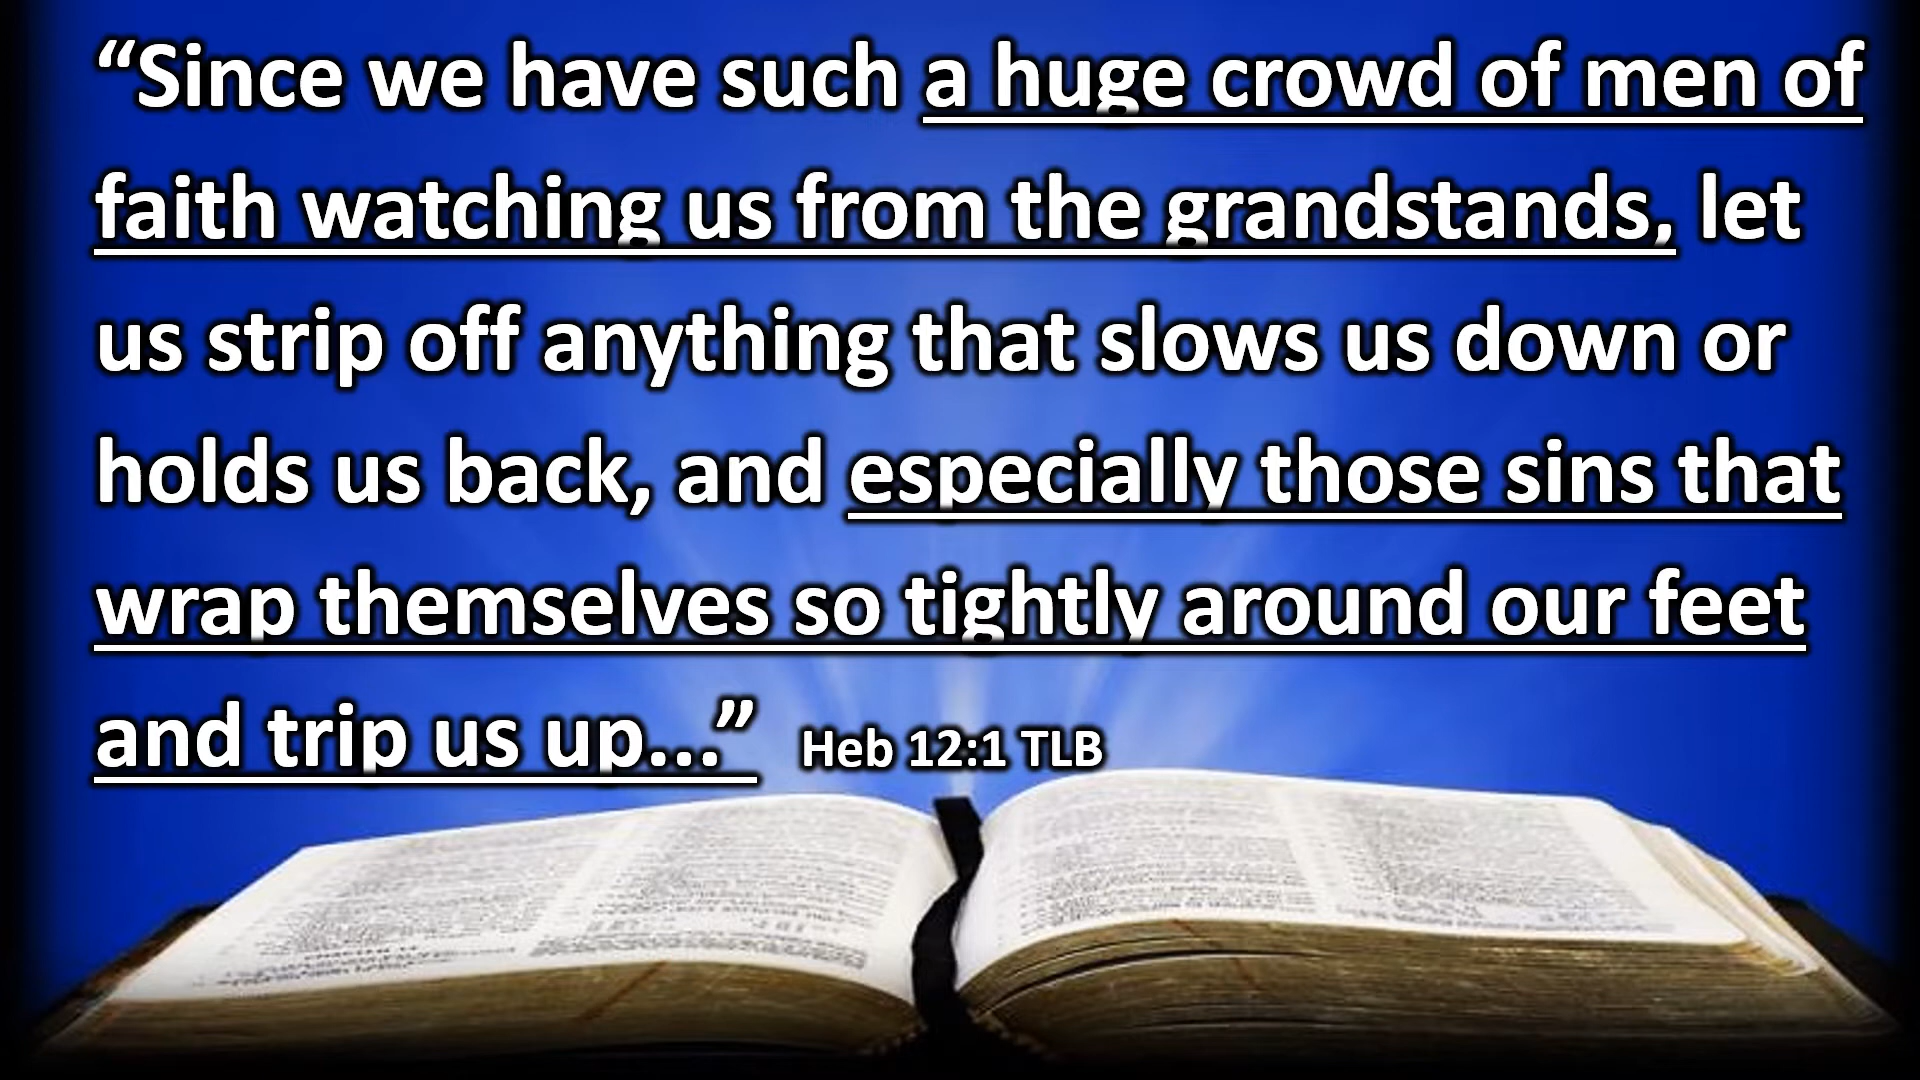 “Since we have such a huge crowd of men of
faith watching us from the grandstands, let
us strip off anything that slows us down or
holds us back, and especially those sins that
wrap themselves so tightly around our feet
and trip us up...” Heb 12:1 TLB